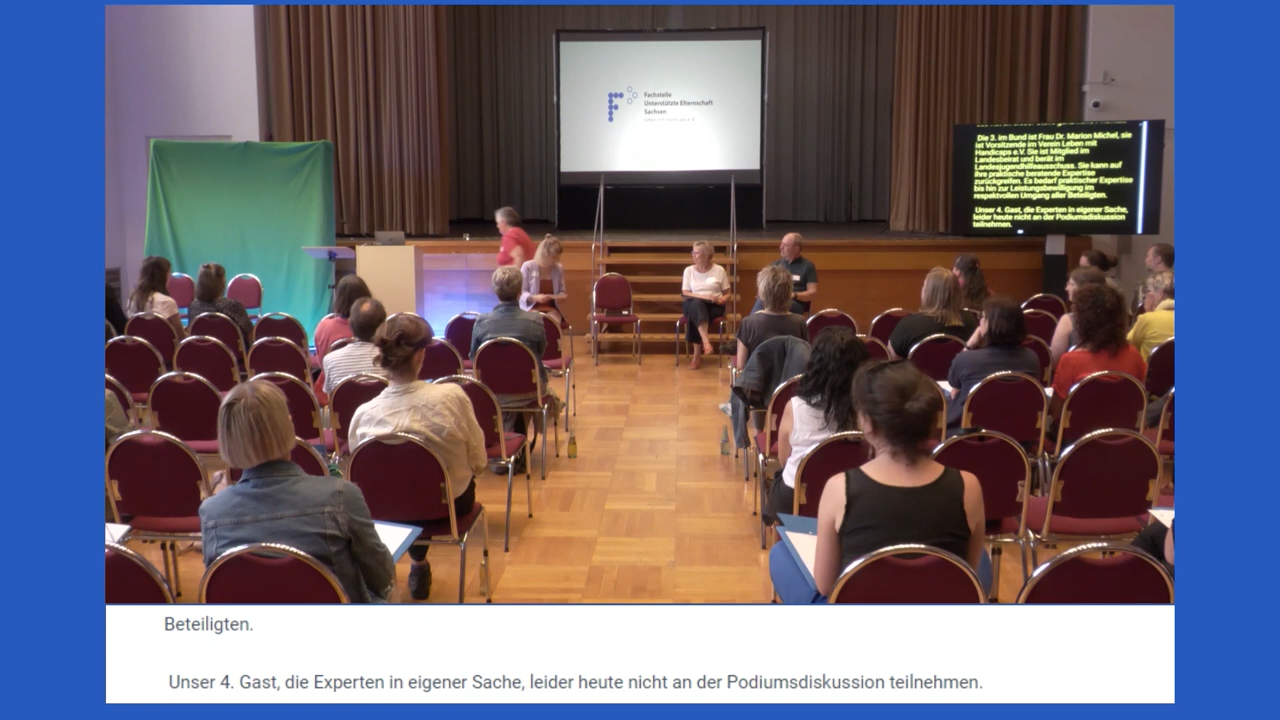 Fachstelle
Unterstützte Elternschaft
Sachsen
Die 3. im Bund ist Frau Dr. Marion Michel, sie
ist Vorsitzende im Verein Leben mit
Handicaps e.V. Sie ist Mitglied im
Landesbeirat und berät im
Landesjugendhilfeausschuss. Sie kann auf
ihre praktische beratende Expertise
zurückgreifen. Es bedarf praktischer Expertise
bis hin zur Leistungsbewilligung im
respektvollen Umgang aller Beteiligten.
Unser 4. Gast, die Experten in eigener Sache,
leider heute nicht an der Podiumsdiskussion
teilnehmen.
Beteiligten.
Unser 4. Gast, die Experten in eigener Sache, leider heute nicht an der Podiumsdiskussion teilnehmen.